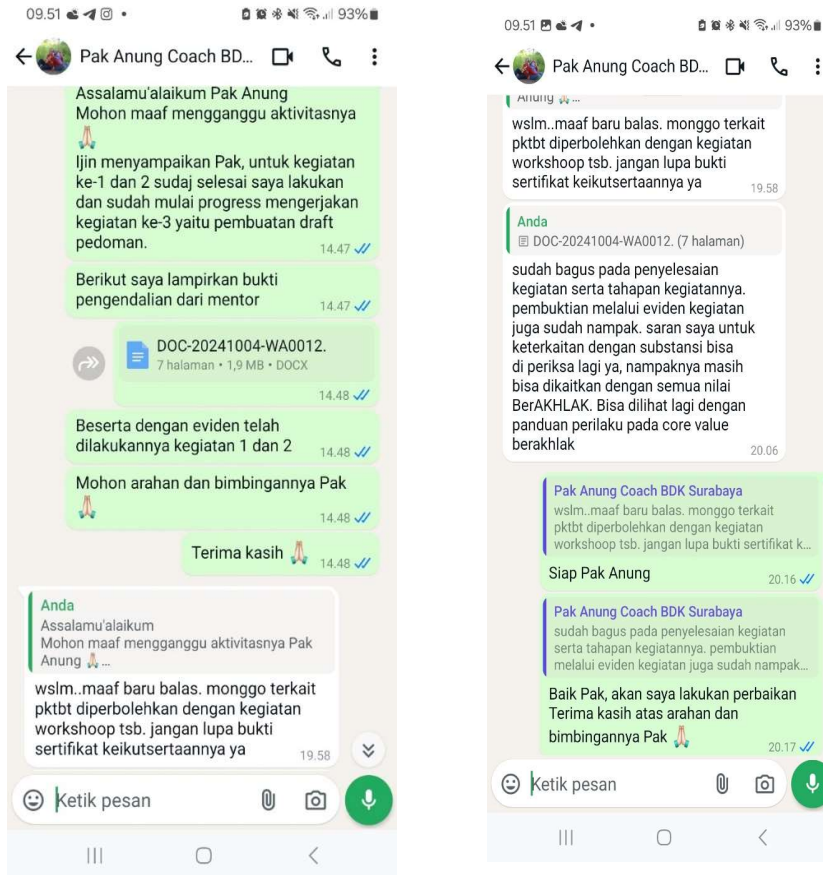 09.51
93%
Pak Anung Coach BD...
Assalamu'alaikum Pak Anung
Mohon maaf mengganggu aktivitasnya
🙏🏻
Ijin menyampaikan Pak, untuk kegiatan
ke-1 dan 2 sudaj selesai saya lakukan
dan sudah mulai progress mengerjakan
kegiatan ke-3 yaitu pembuatan draft
pedoman.
14.47
Berikut saya lampirkan bukti
pengendalian dari mentor
14.47
DOC-20241004-WA0012.
7 halaman • 1,9 MB • DOCX
14.48
Beserta dengan eviden telah
dilakukannya kegiatan 1 dan 2
14.48
Mohon arahan dan bimbingannya Pak
🙏🏻
14.48
Terima kasih 🙏🏻
14.48
Anda
Assalamu'alaikum
Mohon maaf mengganggu aktivitasnya Pak
Anung 🙏🏻...
wslm..maaf baru balas. monggo terkait
pktbt diperbolehkan dengan kegiatan
workshoop tsb. jangan lupa bukti
sertifikat keikutsertaannya ya
19.58
Ketik pesan
09.51
93%
Pak Anung Coach BD...
Anung 🙏🏻...
wslm..maaf baru balas. monggo terkait
pktbt diperbolehkan dengan kegiatan
workshoop tsb. jangan lupa bukti
sertifikat keikutsertaannya ya
19.58
Anda
DOC-20241004-WA0012. (7 halaman)
sudah bagus pada penyelesaian
kegiatan serta tahapan kegiatannya.
pembuktian melalui eviden kegiatan
juga sudah nampak. saran saya untuk
keterkaitan dengan substansi bisa
di periksa lagi ya, nampaknya masih
bisa dikaitkan dengan semua nilai
BerAKHLAK. Bisa dilihat lagi dengan
panduan perilaku pada core value
berakhlak
20.06
Pak Anung Coach BDK Surabaya
wslm..maaf baru balas. monggo terkait
pktbt diperbolehkan dengan kegiatan
workshoop tsb. jangan lupa bukti sertifikat k...
Siap Pak Anung
20.16
Pak Anung Coach BDK Surabaya
sudah bagus pada penyelesaian kegiatan
serta tahapan kegiatannya. pembuktian
melalui eviden kegiatan juga sudah nampak...
Baik Pak, akan saya lakukan perbaikan
Terima kasih atas arahan dan
bimbingannya Pak 🙏🏻
20.17
Ketik pesan